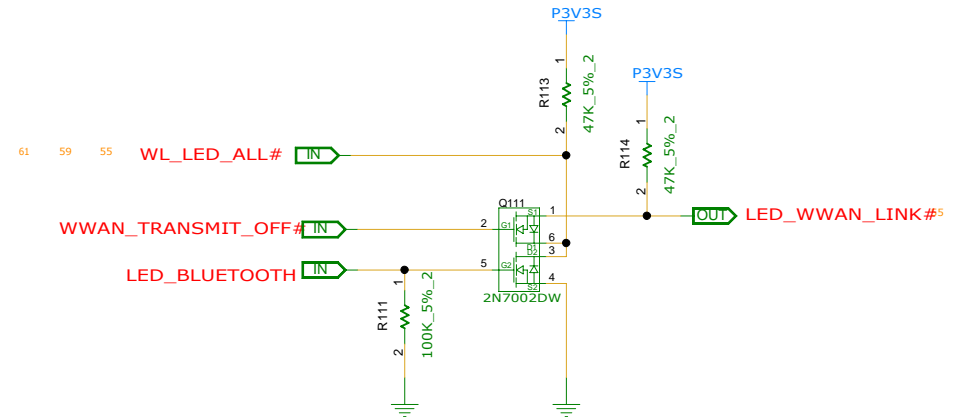 P3V3S
1
R113
47K_5%_2
2
P3V3S
1
R114
47K_5%_2
2
61 59 55 WL_LED_ALL# IN
Q111
S1 1
OUT LED_WWAN_LINK# 55
WWAN_TRANSMIT_OFF# IN 2 G1
D1 6
D2 3
LED_BLUETOOTH IN 5 G2
S2 4
2N7002DW
1
R111
100K_5%_2
2